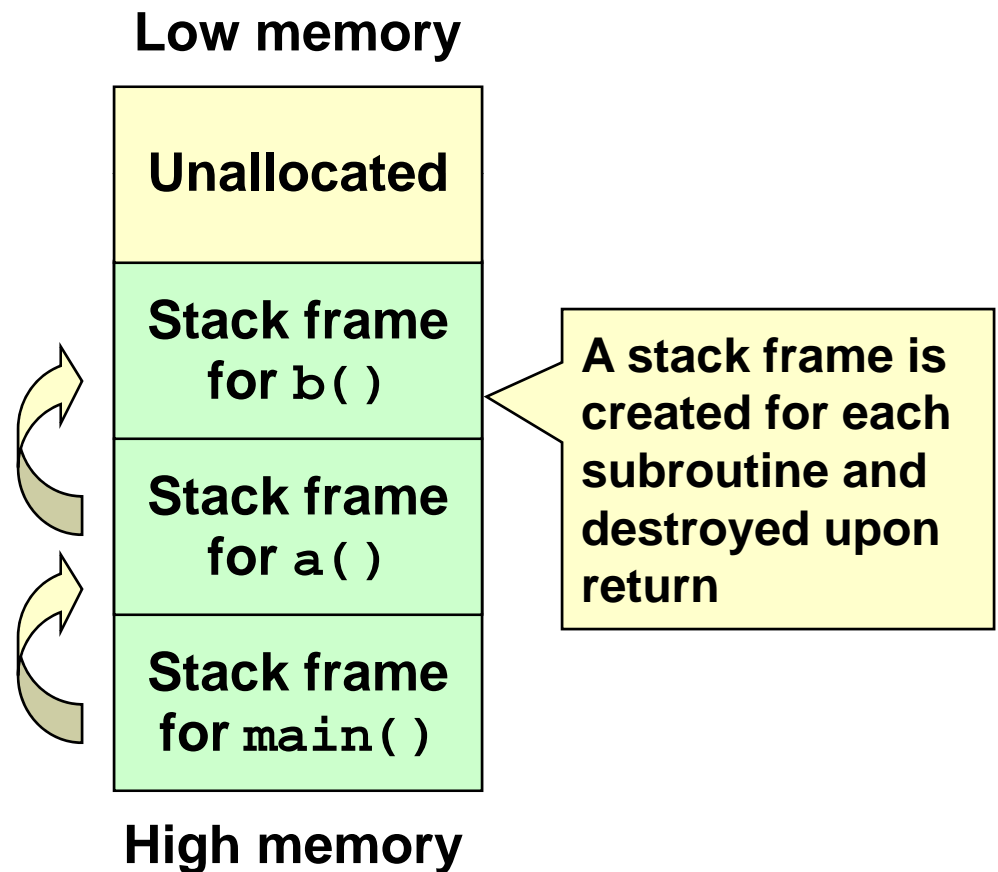 Low memory
Unallocated
Stack frame
for b()
A stack frame is
created for each
subroutine and
destroyed upon
return
Stack frame
for a()
Stack frame
for main()
High memory